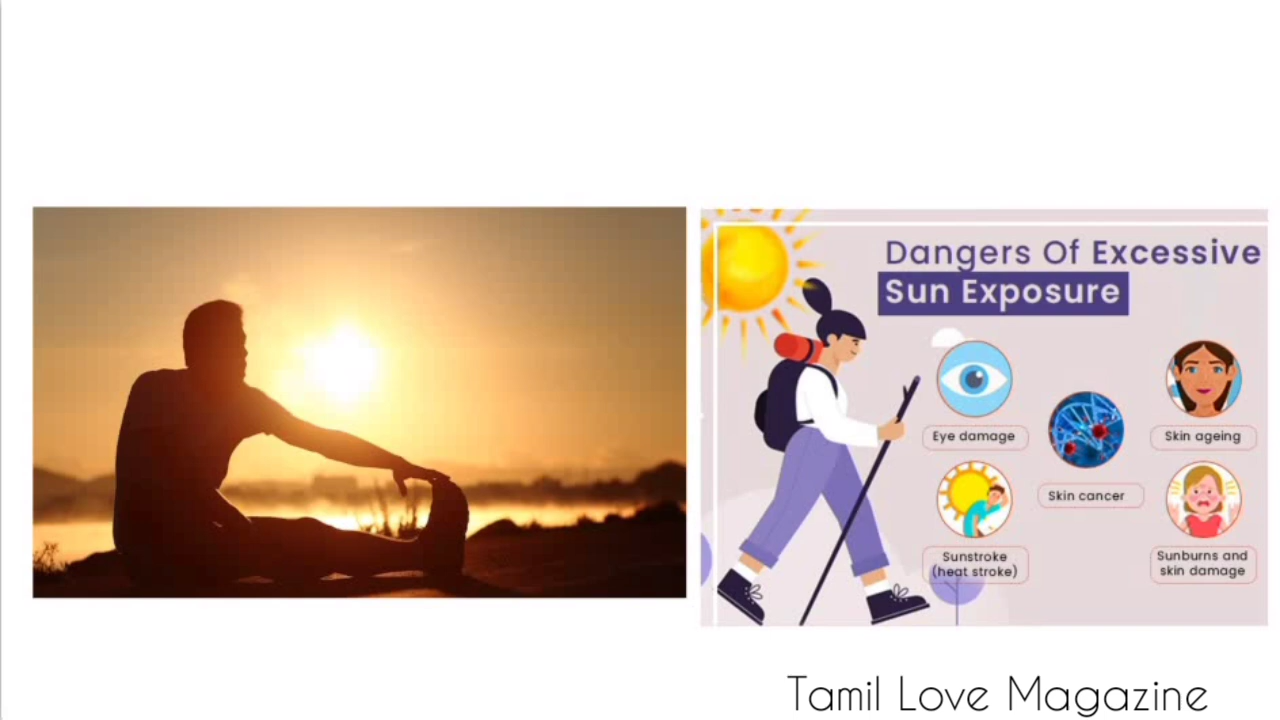 Dangers Of Excessive
Sun Exposure
Eye damage
Skin ageing
Skin cancer
Sunstroke
(heat stroke)
Sunburns and
skin damage
Tamil Love Magazine